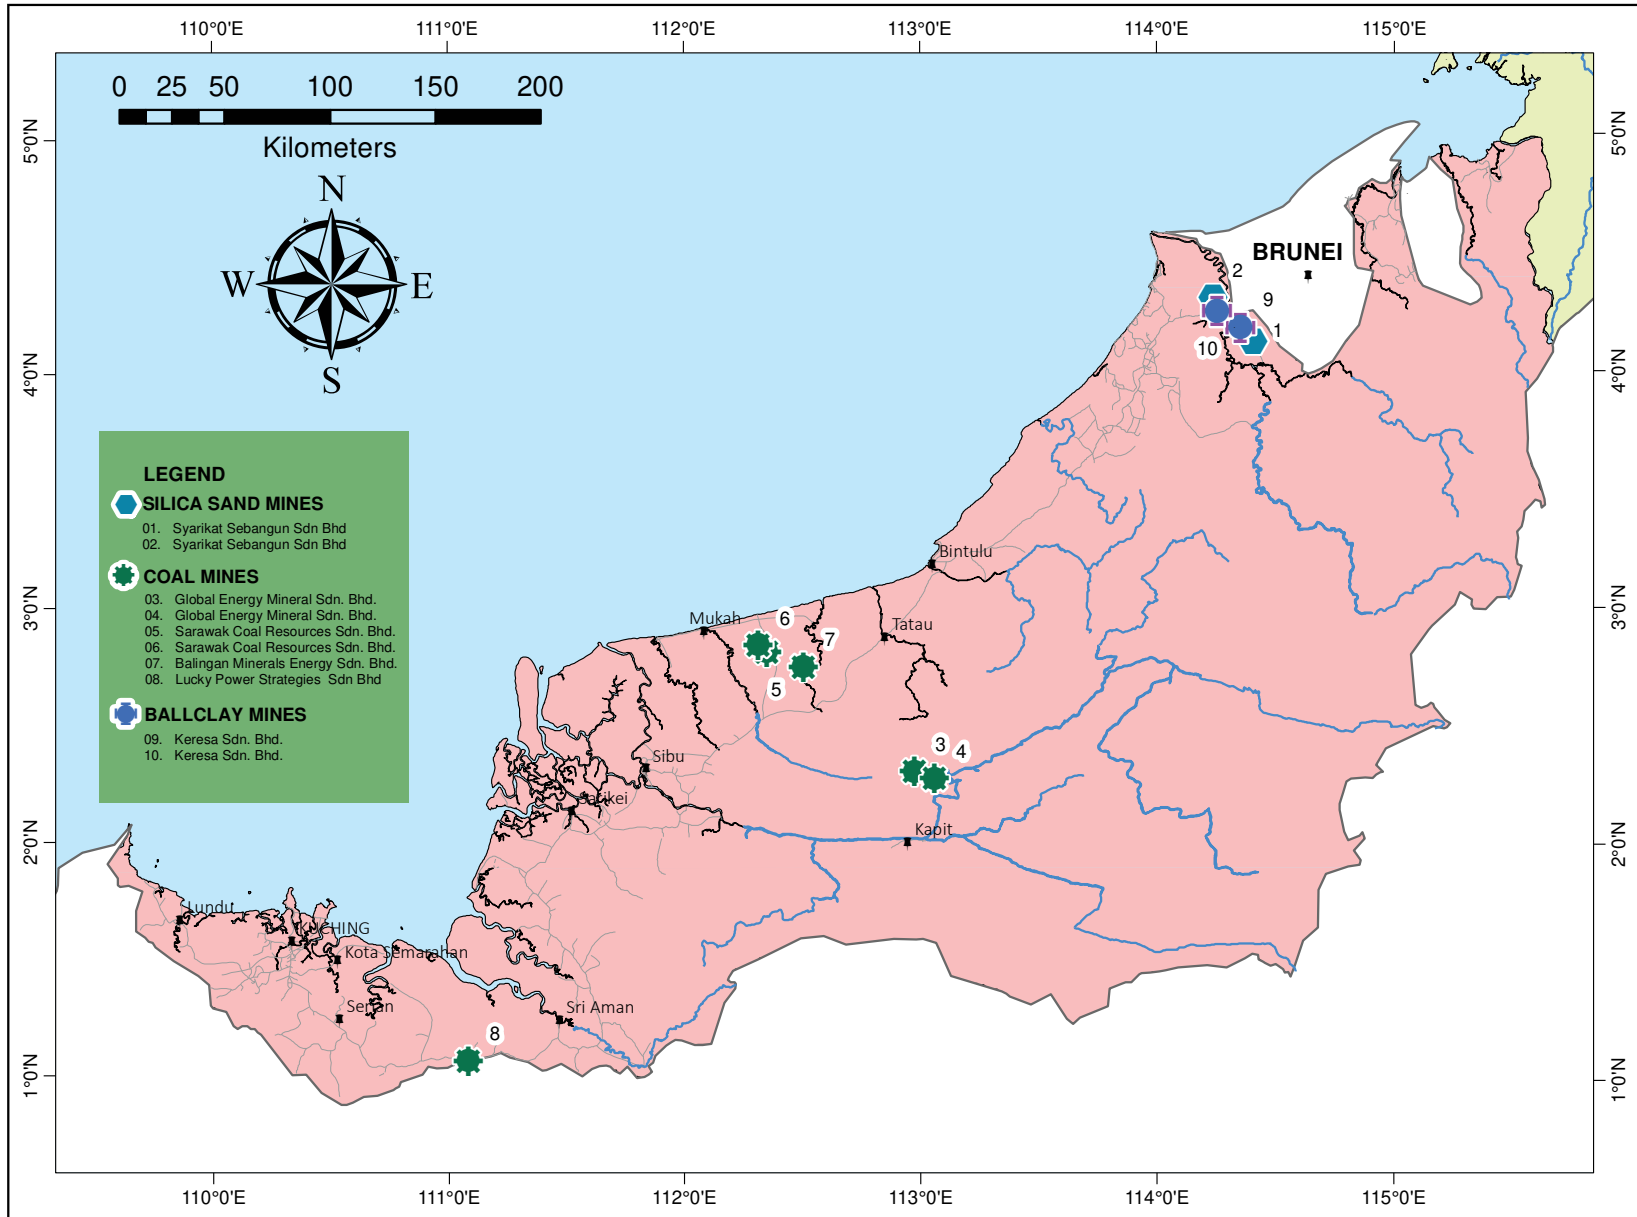 110°0'E 111°0'E 112°0'E 113°0'E 114°0'E 115°0'E
0 25 50 100 150 200
Kilometers
N
W E
S
5°0'N
4°0'N
3°0'N
2°0'N
1°0'N
5°0'N
4°0'N
3°0'N
2°0'N
1°0'N
BRUNEI
2
9
1
10
LEGEND
SILICA SAND MINES
01. Syarikat Sebangun Sdn Bhd
02. Syarikat Sebangun Sdn Bhd
COAL MINES
03. Global Energy Mineral Sdn. Bhd.
04. Global Energy Mineral Sdn. Bhd.
05. Sarawak Coal Resources Sdn. Bhd.
06. Sarawak Coal Resources Sdn. Bhd.
07. Balingan Minerals Energy Sdn. Bhd.
08. Lucky Power Strategies Sdn Bhd
BALLCLAY MINES
09. Keresa Sdn. Bhd.
10. Keresa Sdn. Bhd.
Bintulu
Mukah
6
7
Tatau
5
3 4
Sibu
Sarikei
Kapit
Lundu
KUCHING
Kota Semarahan
Serian
Sri Aman
8
110°0'E 111°0'E 112°0'E 113°0'E 114°0'E 115°0'E